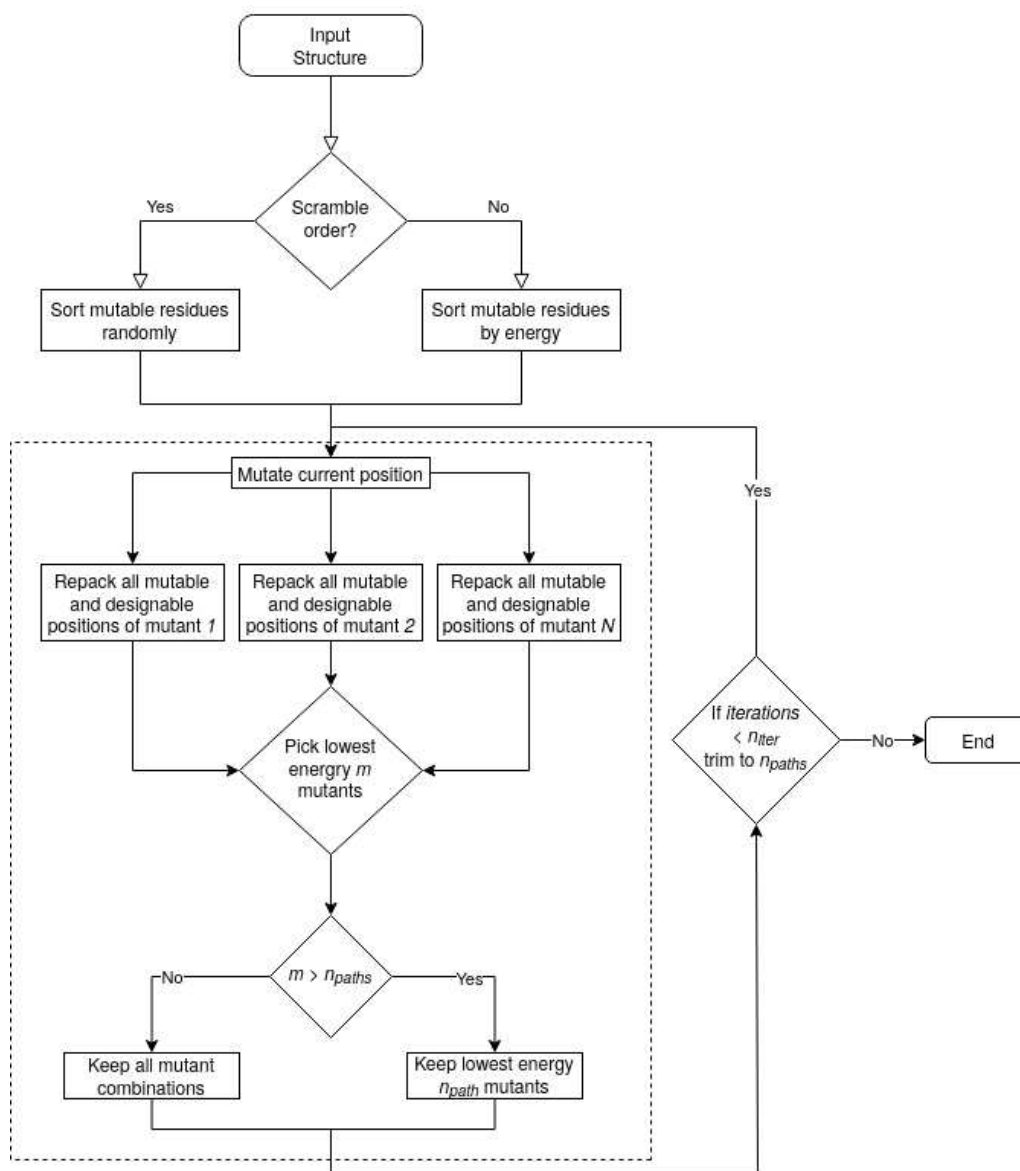 Input
Structure
Scramble
order?
Yes
No
Sort mutable residues
randomly
Sort mutable residues
by energy
Mutate current position
Repack all mutable
and designable
positions of mutant 1
Repack all mutable
and designable
positions of mutant 2
Repack all mutable
and designable
positions of mutant N
Pick lowest
energry m
mutants
m > npaths
No
Yes
Keep all mutant
combinations
Keep lowest energy
npath mutants
Yes
If iterations
< nIter
trim to npaths
No
End